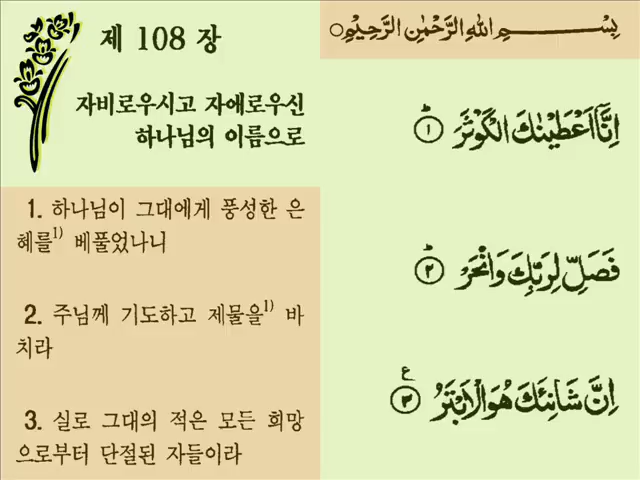 제 108 장
자비로우시고 자애로우신
하나님의 이름으로
1. 하나님이 그대에게 풍성한 은
혜를1) 베풀었나니
2. 주님께 기도하고 제물을1) 바
치라
3. 실로 그대의 적은 모든 희망
으로부터 단절된 자들이라
بِسْمِ اللهِ الرَّحْمٰنِ الرَّحِيْمِ
اِنَّا اَعْطَيْنٰكَ الْكَوْثَرَ ؕ ١
فَصَلِّ لِرَبِّكَ وَانْحَرْ ؕ ٢
اِنَّ شَانِئَكَ هُوَ الْاَبْتَرُ ع ٣